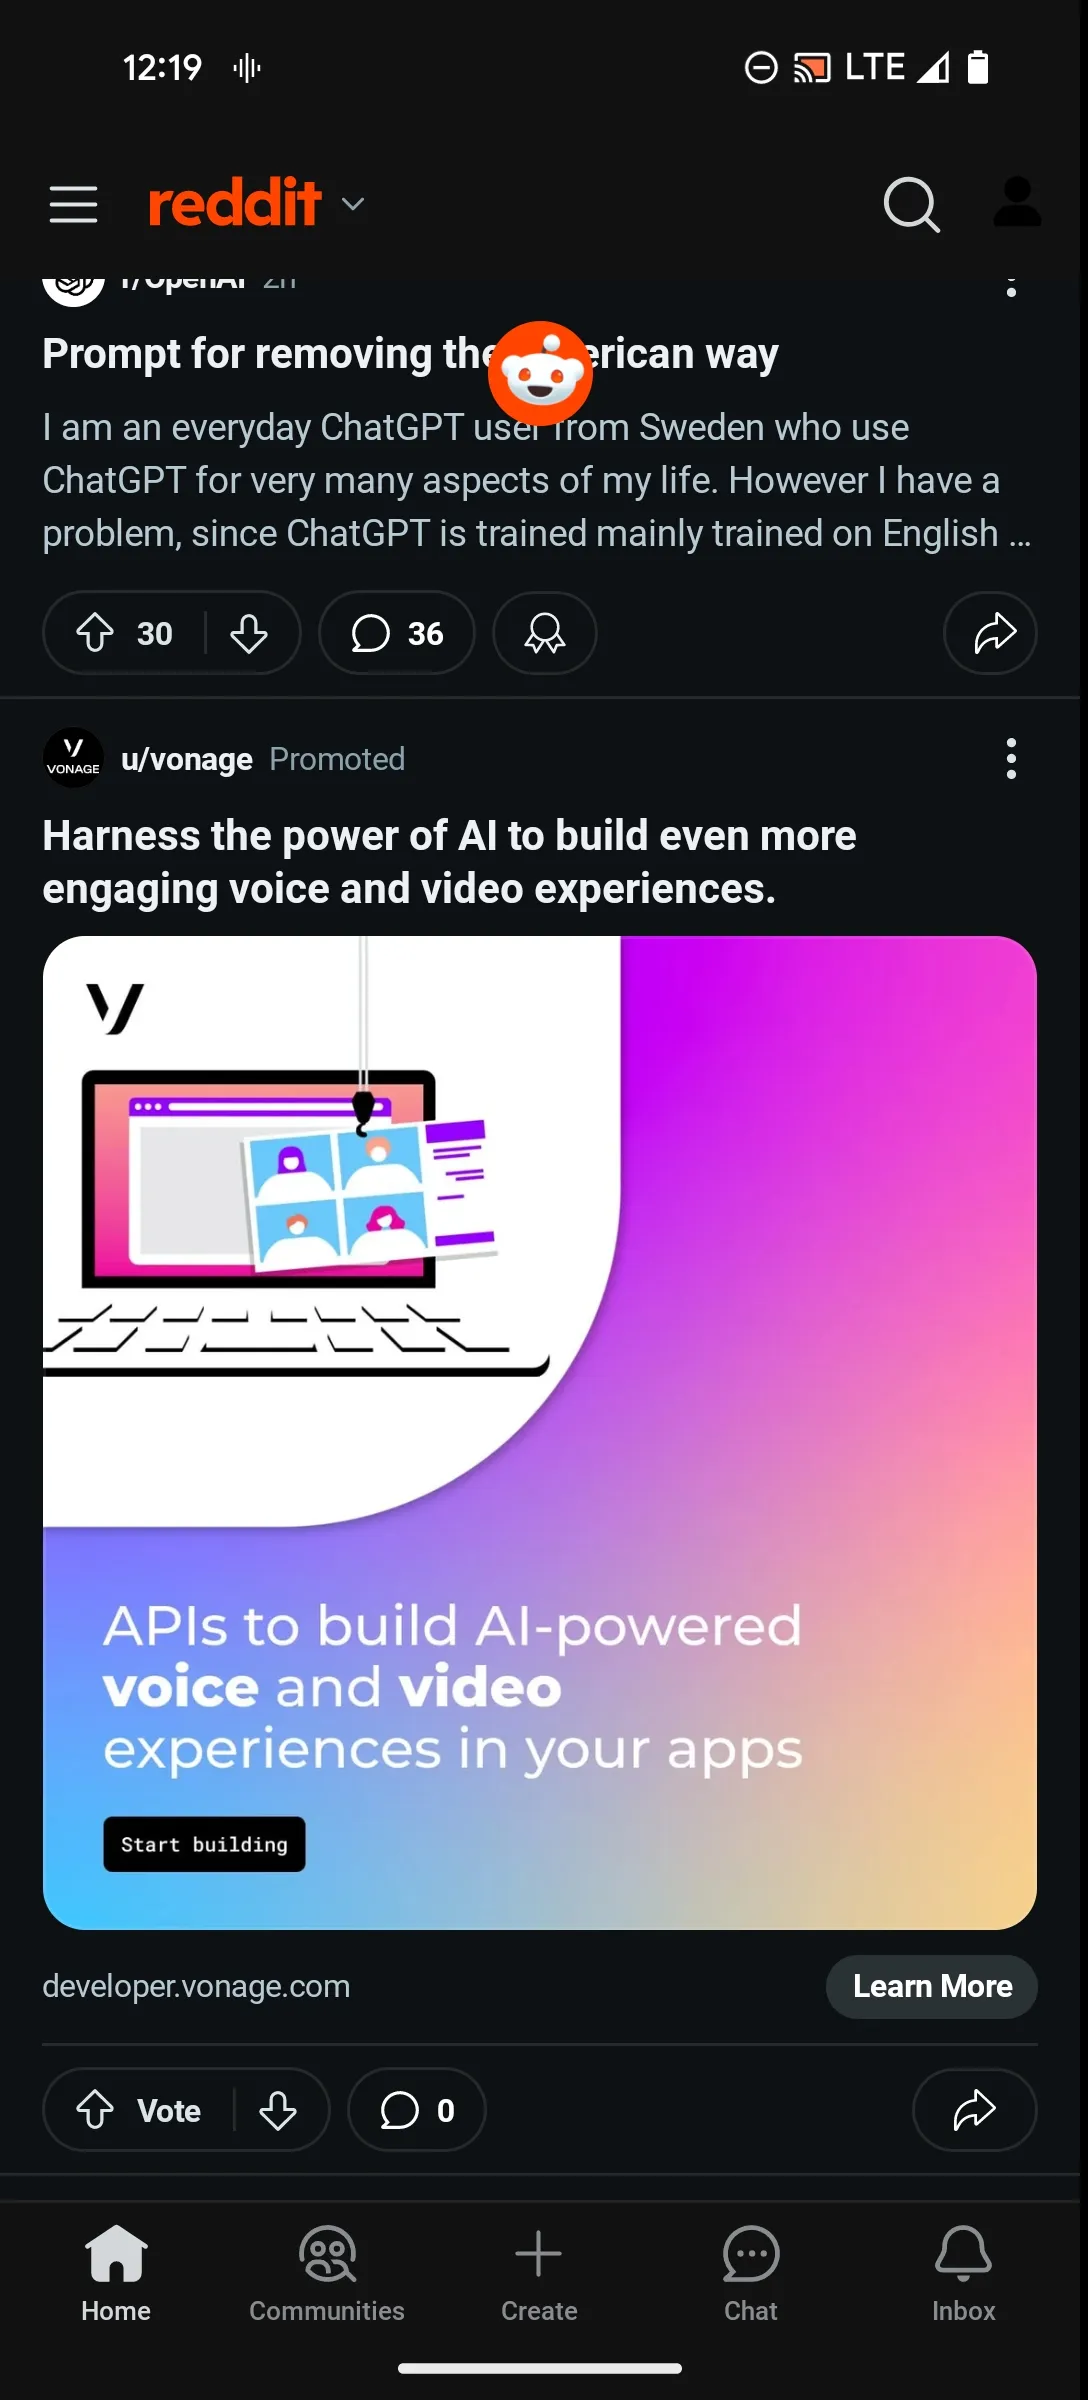 12:19
LTE
reddit
r/OpenAI 2h
Prompt for removing the erican way
I am an everyday ChatGPT user from Sweden who use
ChatGPT for very many aspects of my life. However I have a
problem, since ChatGPT is trained mainly trained on English ...
30
36
VONAGE
u/vonage Promoted
Harness the power of AI to build even more
engaging voice and video experiences.
APIs to build AI-powered
voice and video
experiences in your apps
Start building
developer.vonage.com
Learn More
Vote
0
Home
Communities
Create
Chat
Inbox